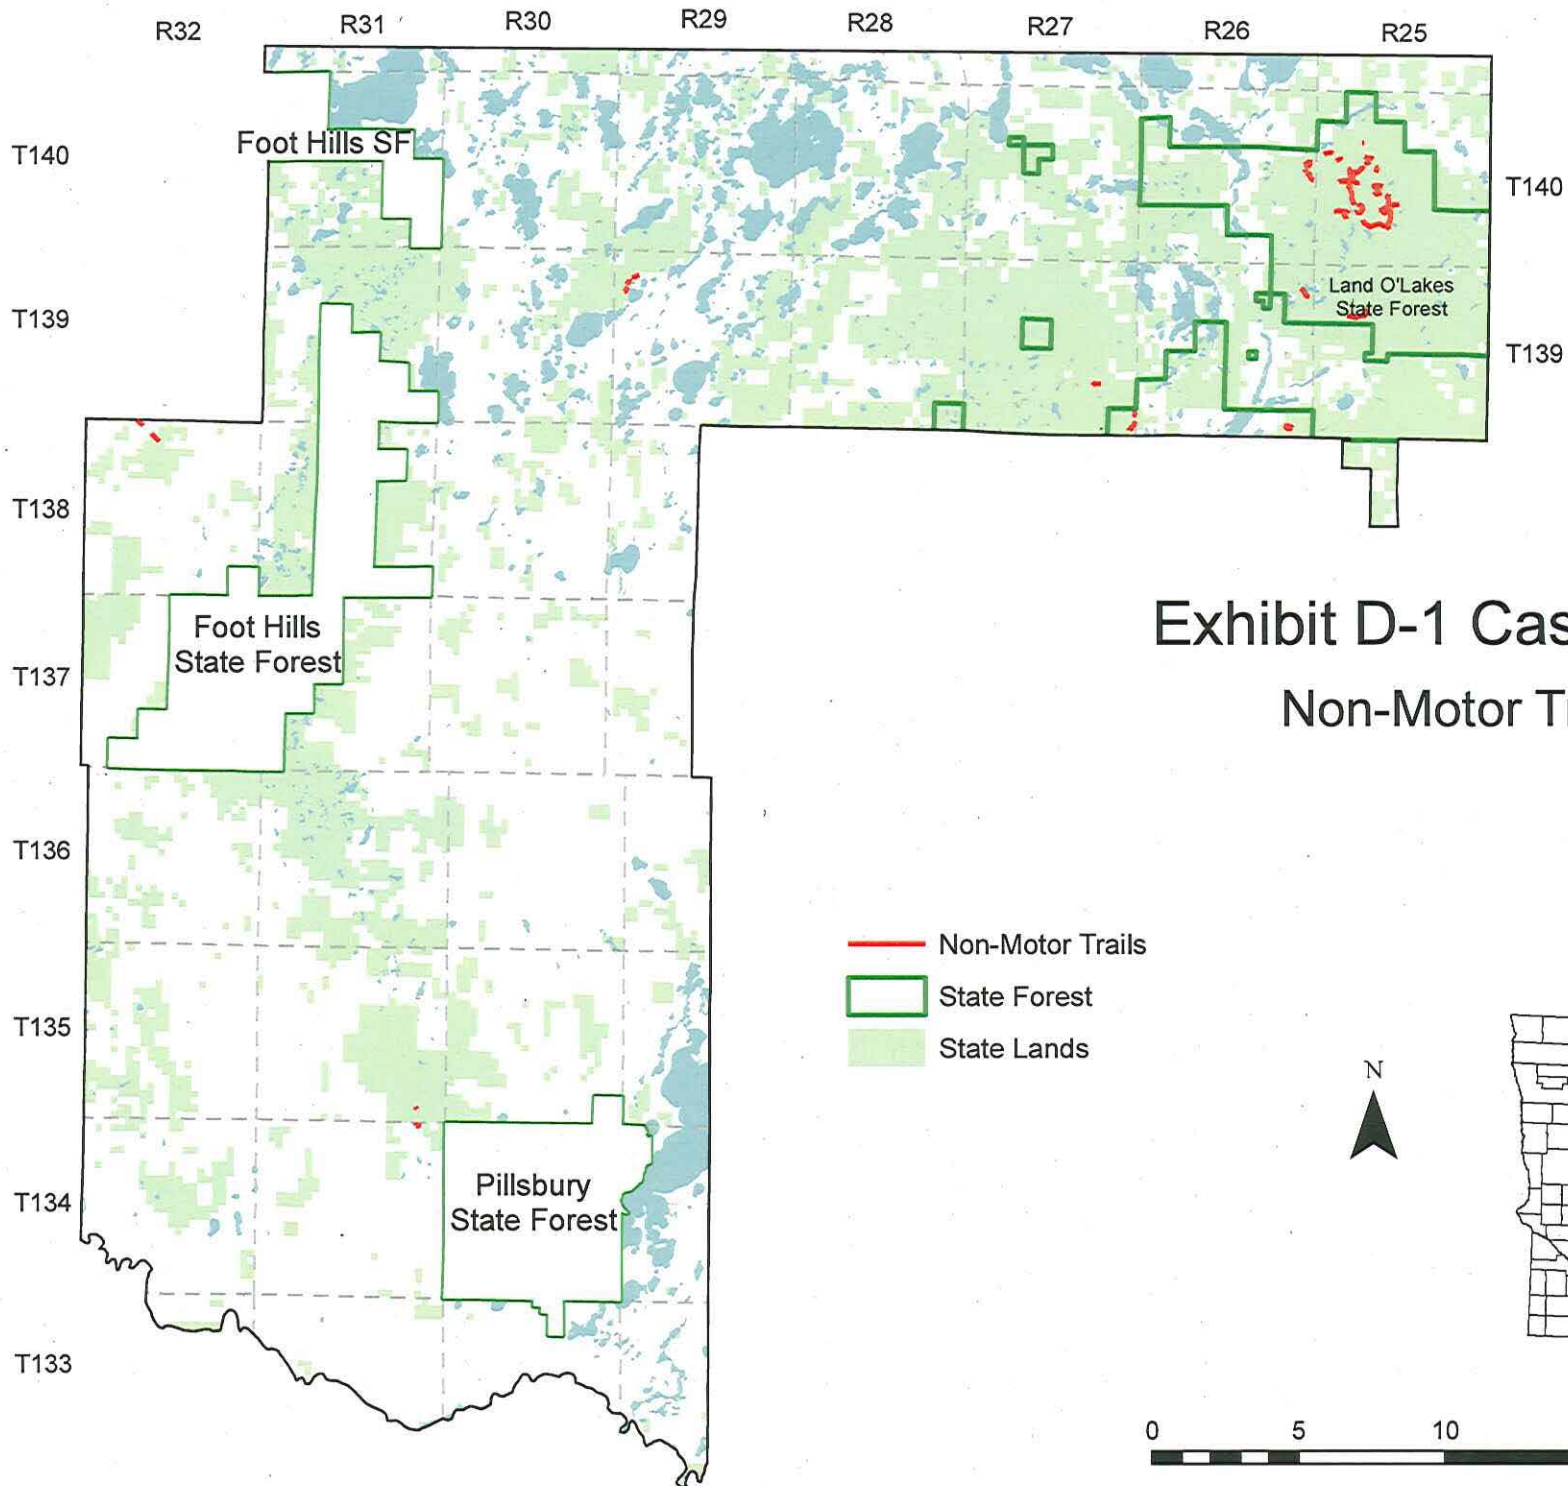 R32 R31 R30 R29 R28 R27 R26 R25
T140
Foot Hills SF
T140
T139
Land O'Lakes
State Forest
T139
T138
Exhibit D-1 Cas
Non-Motor Tr
Foot Hills
State Forest
T137
T136
Non-Motor Trails
State Forest
State Lands
T135
N
Pillsbury
State Forest
T134
T133
0 5 10